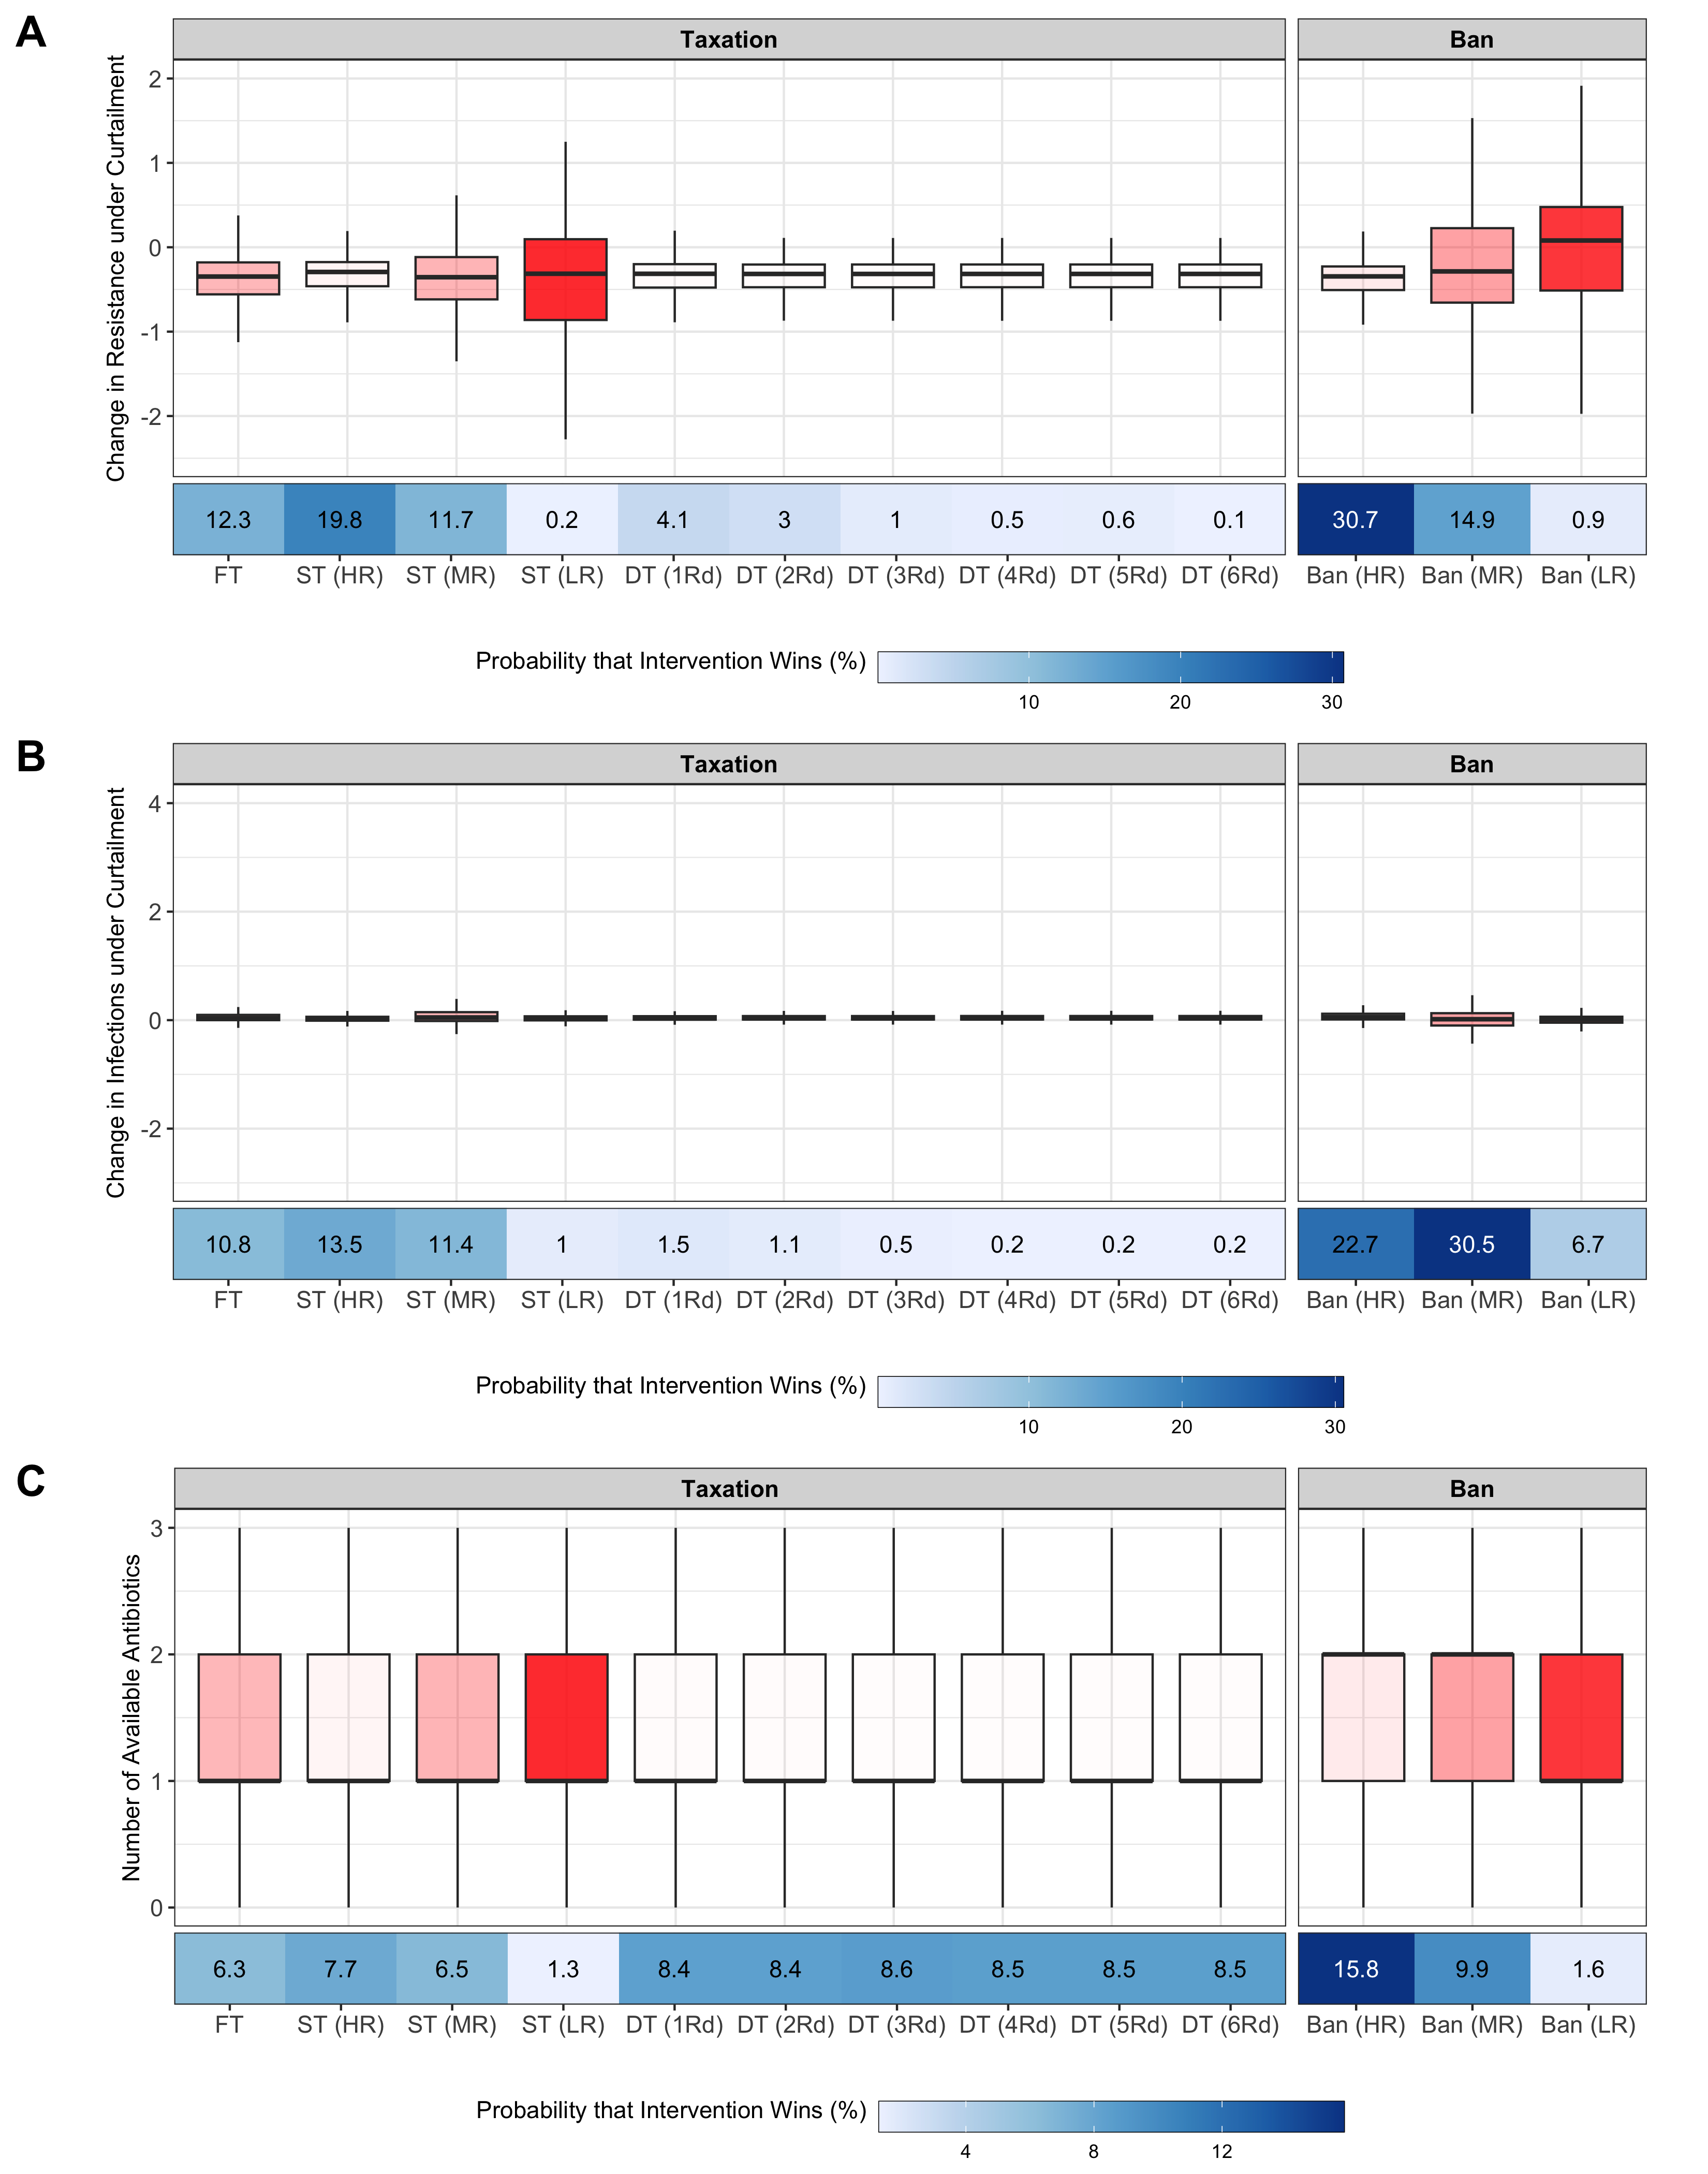 A
Taxation
Ban
Change in Resistance under Curtailment
2
1
0
-1
-2
12.3 19.8 11.7 0.2 4.1 3 1 0.5 0.6 0.1 30.7 14.9 0.9
FT ST (HR) ST (MR) ST (LR) DT (1Rd) DT (2Rd) DT (3Rd) DT (4Rd) DT (5Rd) DT (6Rd) Ban (HR) Ban (MR) Ban (LR)
Probability that Intervention Wins (%)
10 20 30
B
Taxation
Ban
Change in Infections under Curtailment
4
2
0
-2
10.8 13.5 11.4 1 1.5 1.1 0.5 0.2 0.2 0.2 22.7 30.5 6.7
FT ST (HR) ST (MR) ST (LR) DT (1Rd) DT (2Rd) DT (3Rd) DT (4Rd) DT (5Rd) DT (6Rd) Ban (HR) Ban (MR) Ban (LR)
Probability that Intervention Wins (%)
10 20 30
C
Taxation
Ban
Number of Available Antibiotics
3
2
1
0
6.3 7.7 6.5 1.3 8.4 8.4 8.6 8.5 8.5 8.5 15.8 9.9 1.6
FT ST (HR) ST (MR) ST (LR) DT (1Rd) DT (2Rd) DT (3Rd) DT (4Rd) DT (5Rd) DT (6Rd) Ban (HR) Ban (MR) Ban (LR)
Probability that Intervention Wins (%)
4 8 12